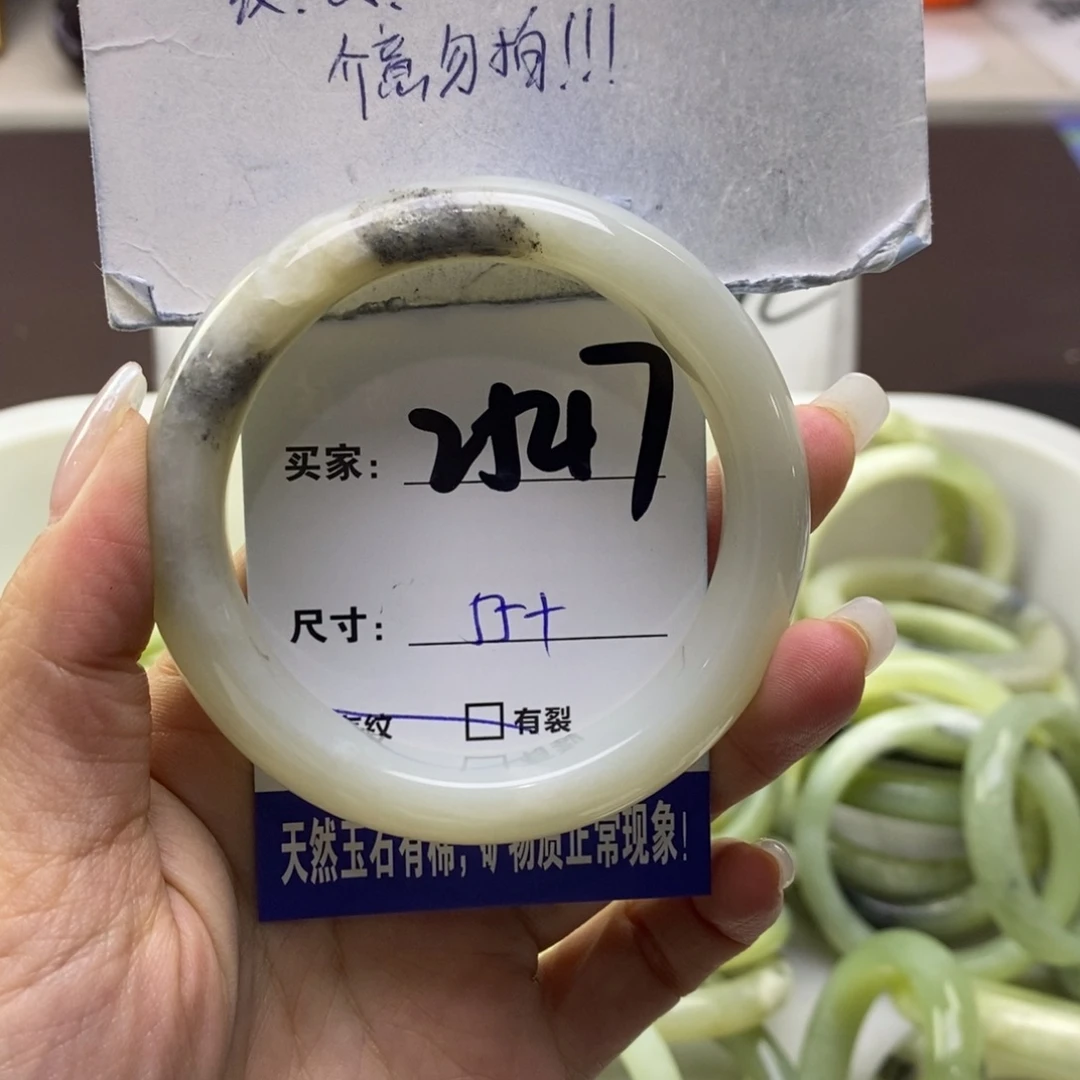 介意勿拍!!!
买家: 2547
尺寸: 57+
纹 □有裂
天然玉石有棉,矿物质正常现象!